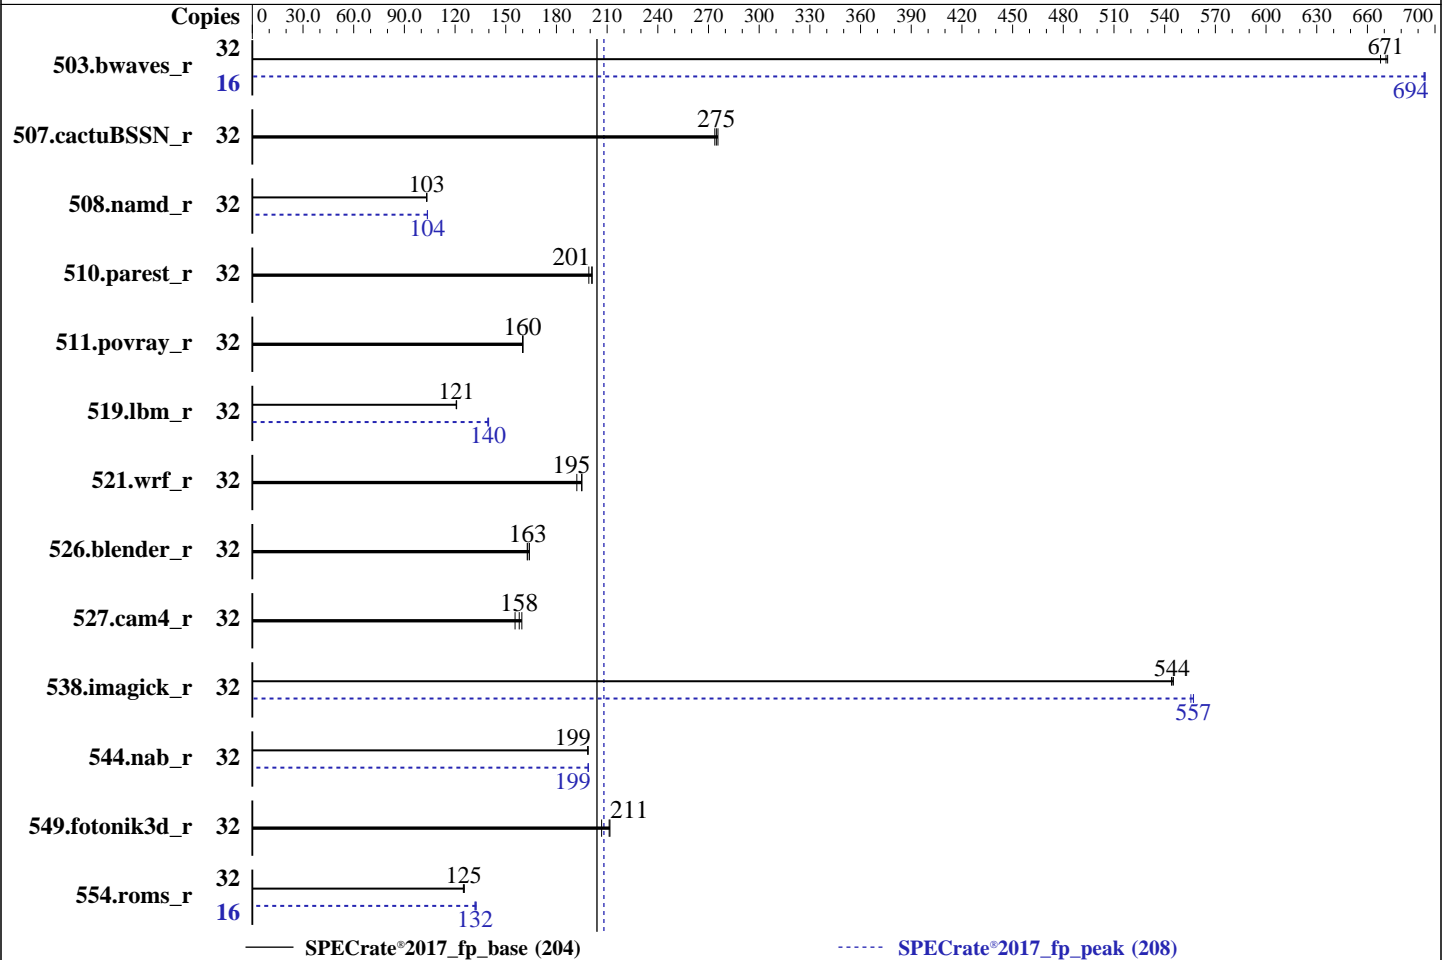 Copies 0 30.0 60.0 90.0 120 150 180 210 240 270 300 330 360 390 420 450 480 510 540 570 600 630 660 700
503.bwaves_r 32 671
16 694
507.cactuBSSN_r 32 275
508.namd_r 32 103
104
510.parest_r 32 201
511.povray_r 32 160
519.lbm_r 32 121
140
521.wrf_r 32 195
526.blender_r 32 163
527.cam4_r 32 158
538.imagick_r 32 544
557
544.nab_r 32 199
199
549.fotonik3d_r 32 211
554.roms_r 32 125
16 132
SPECrate®2017_fp_base (204) SPECrate®2017_fp_peak (208)